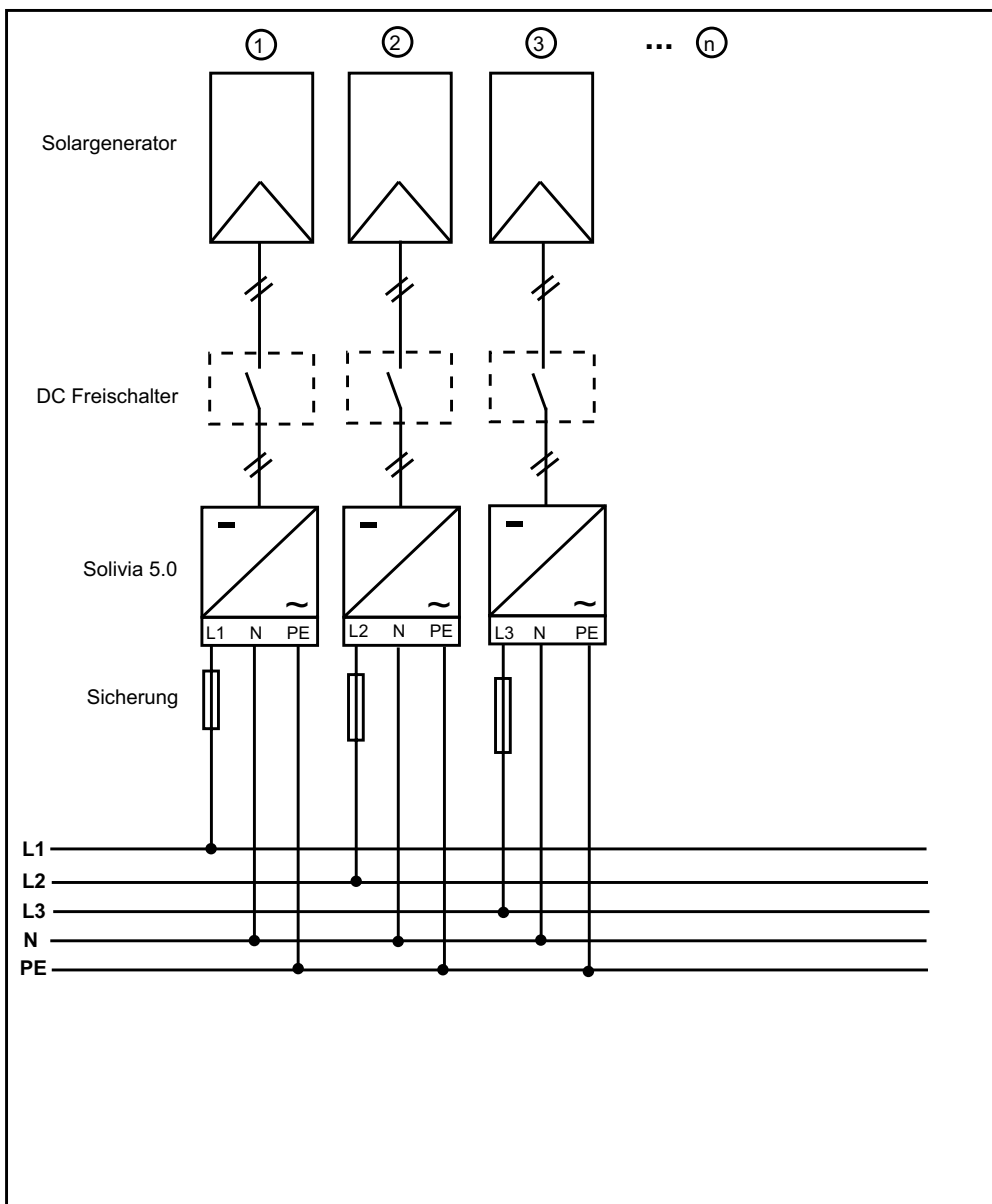 1 2 3 ... n
Solargenerator
DC Freischalter
Solivia 5.0
L1 N PE L2 N PE L3 N PE
Sicherung
L1
L2
L3
N
PE